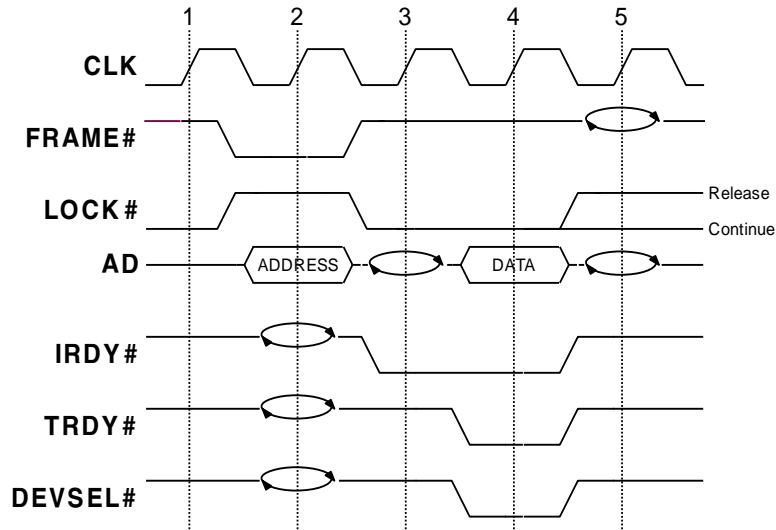 1 2 3 4 5
CLK
FRAME#
LOCK#
Release
Continue
AD
ADDRESS
DATA
IRDY#
TRDY#
DEVSEL#